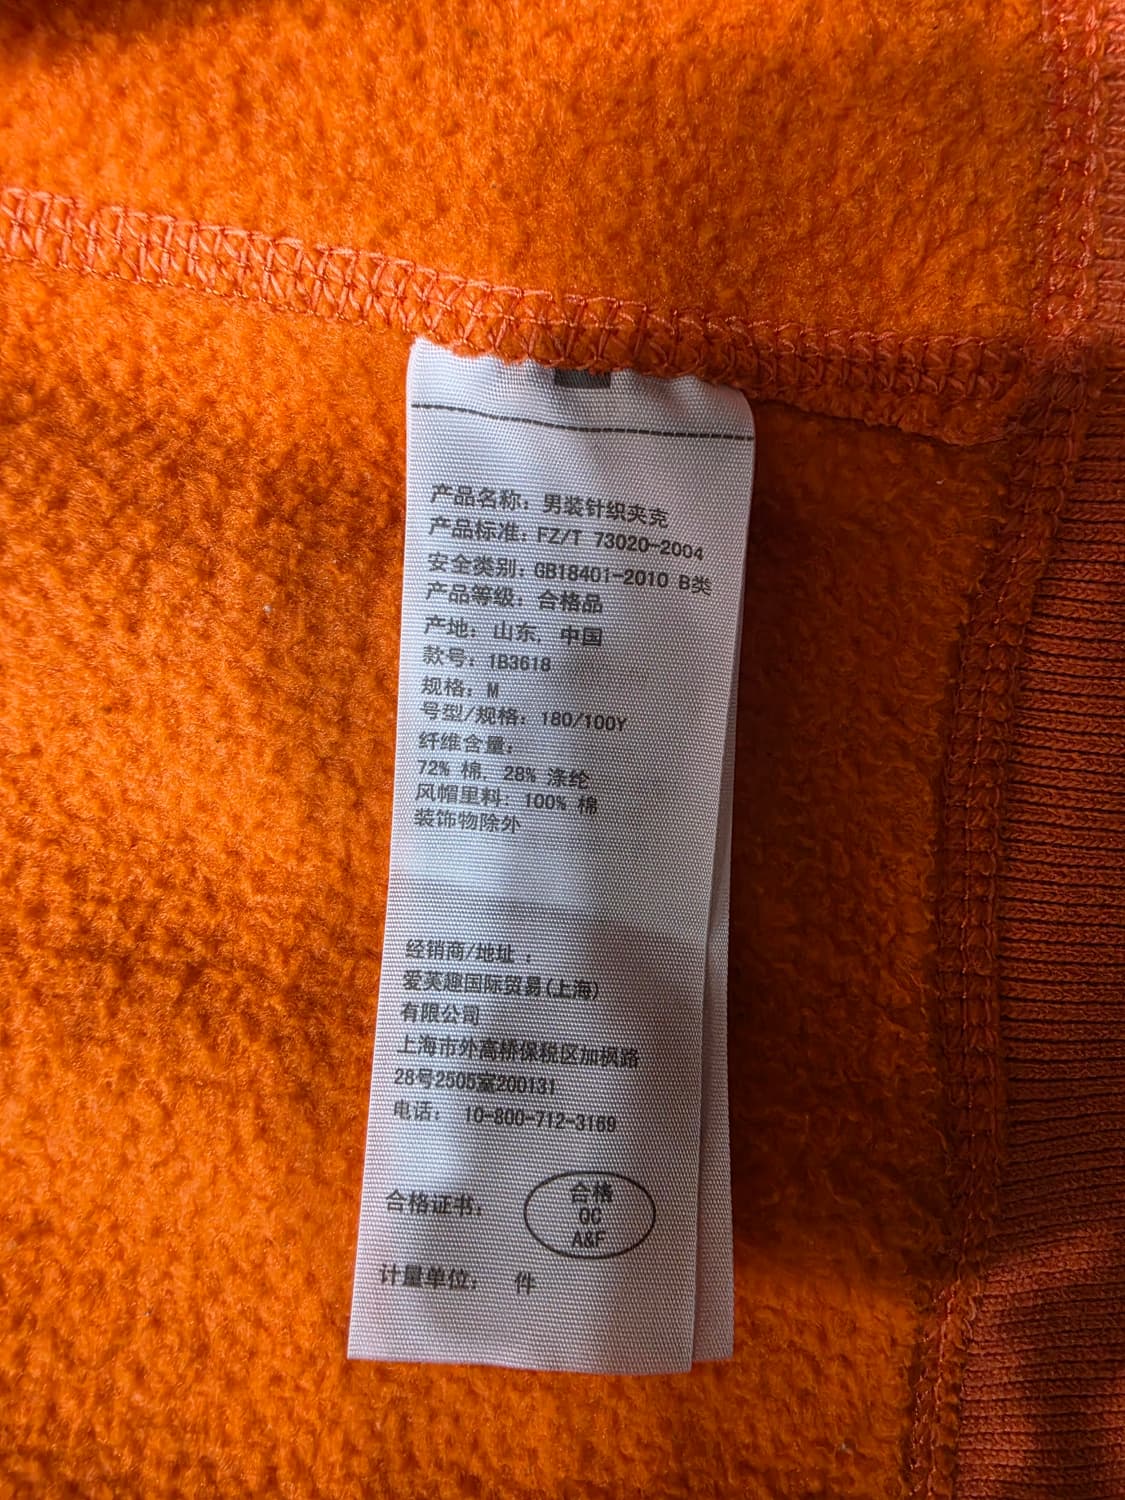 产品名称：男装针织夹克
产品标准：FZ/T 73020-2004
安全类别：GB18401-2010 B类
产品等级：合格品
产地：山东，中国
款号：1B3618
规格：M
号型/规格：180/100Y
纤维含量：
72% 棉，28% 涤纶
风帽里料：100% 棉
装饰物除外
经销商/地址：
爱芙趣国际贸易(上海)
有限公司
上海市外高桥保税区加枫路
28号2505室200131
电话： 10-800-712-3169
合格证书：
合格
QC
A&F
计量单位： 件